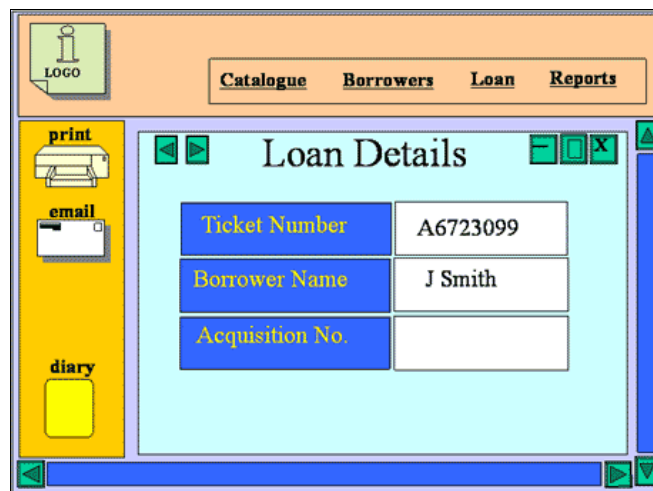 LOGO
Catalogue Borrowers Loan Reports
print
email
diary
Loan Details
X
Ticket Number A6723099
Borrower Name J Smith
Acquisition No.